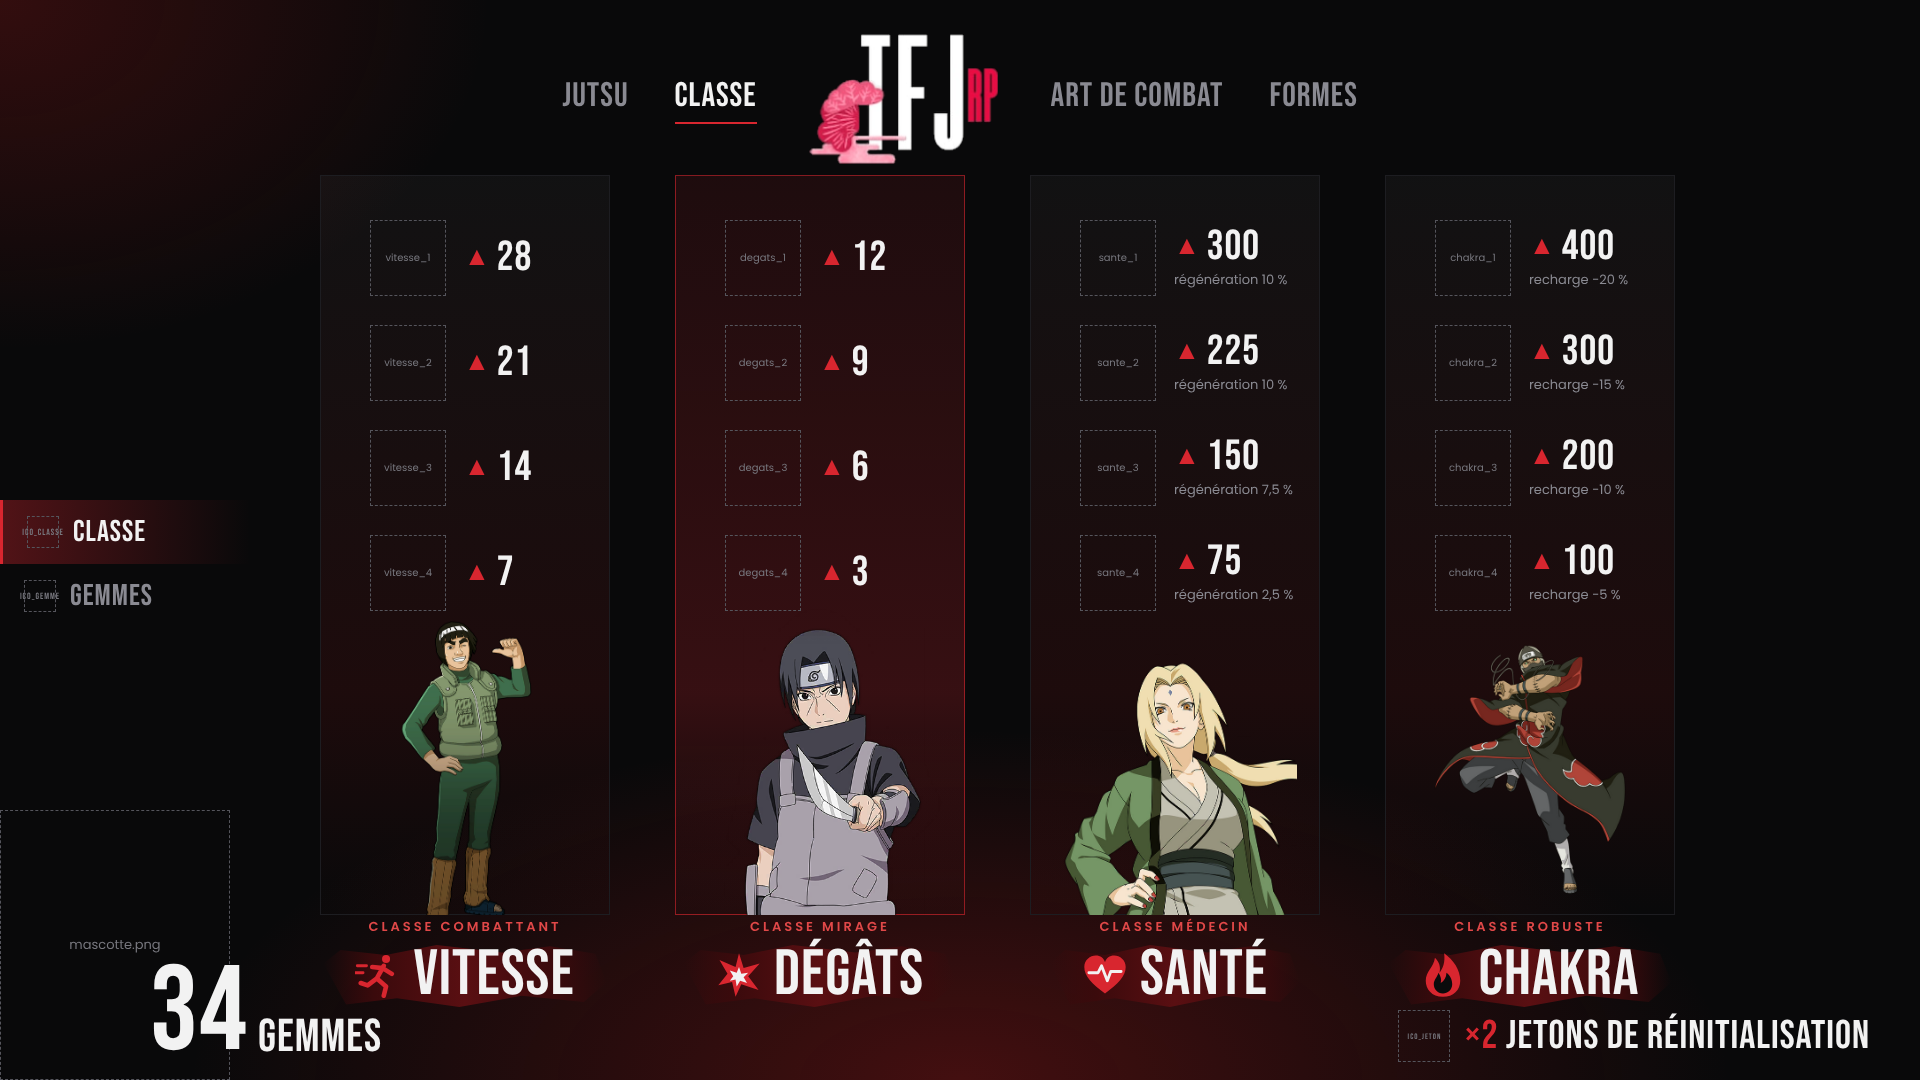 JUTSU
CLASSE
TFJ RP
ART DE COMBAT
FORMES
vitesse_1
▲ 28
vitesse_2
▲ 21
vitesse_3
▲ 14
vitesse_4
▲ 7
degats_1
▲ 12
degats_2
▲ 9
degats_3
▲ 6
degats_4
▲ 3
sante_1
▲ 300
régénération 10 %
sante_2
▲ 225
régénération 10 %
sante_3
▲ 150
régénération 7,5 %
sante_4
▲ 75
régénération 2,5 %
chakra_1
▲ 400
recharge -20 %
chakra_2
▲ 300
recharge -15 %
chakra_3
▲ 200
recharge -10 %
chakra_4
▲ 100
recharge -5 %
ICO_CLASSE
CLASSE
ICO_GEMME
GEMMES
CLASSE COMBATTANT
VITESSE
CLASSE MIRAGE
DÉGÂTS
CLASSE MÉDECIN
SANTÉ
CLASSE ROBUSTE
CHAKRA
mascotte.png
34 GEMMES
ICO_JETON
×2 JETONS DE RÉINITIALISATION